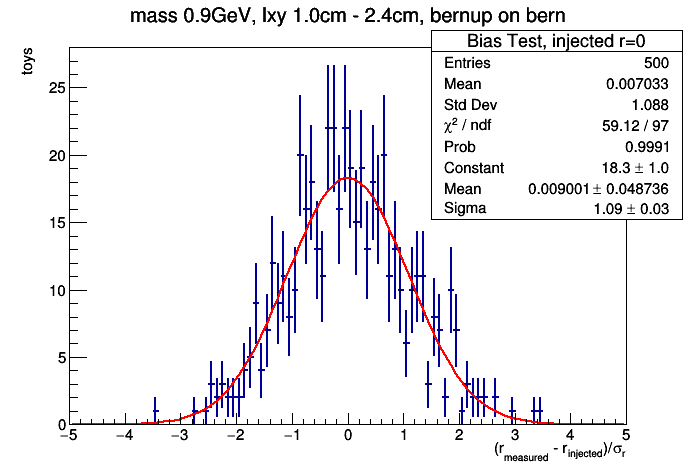 mass 0.9GeV, lxy 1.0cm - 2.4cm, bernup on bern
Bias Test, injected r=0
Entries 500
Mean 0.007033
Std Dev 1.088
χ² / ndf 59.12 / 97
Prob 0.9991
Constant 18.3 ± 1.0
Mean 0.009001 ± 0.048736
Sigma 1.09 ± 0.03
toys
25
20
15
10
5
0
−5 −4 −3 −2 −1 0 1 2 3 4 5
(r_measured - r_injected)/σ_r